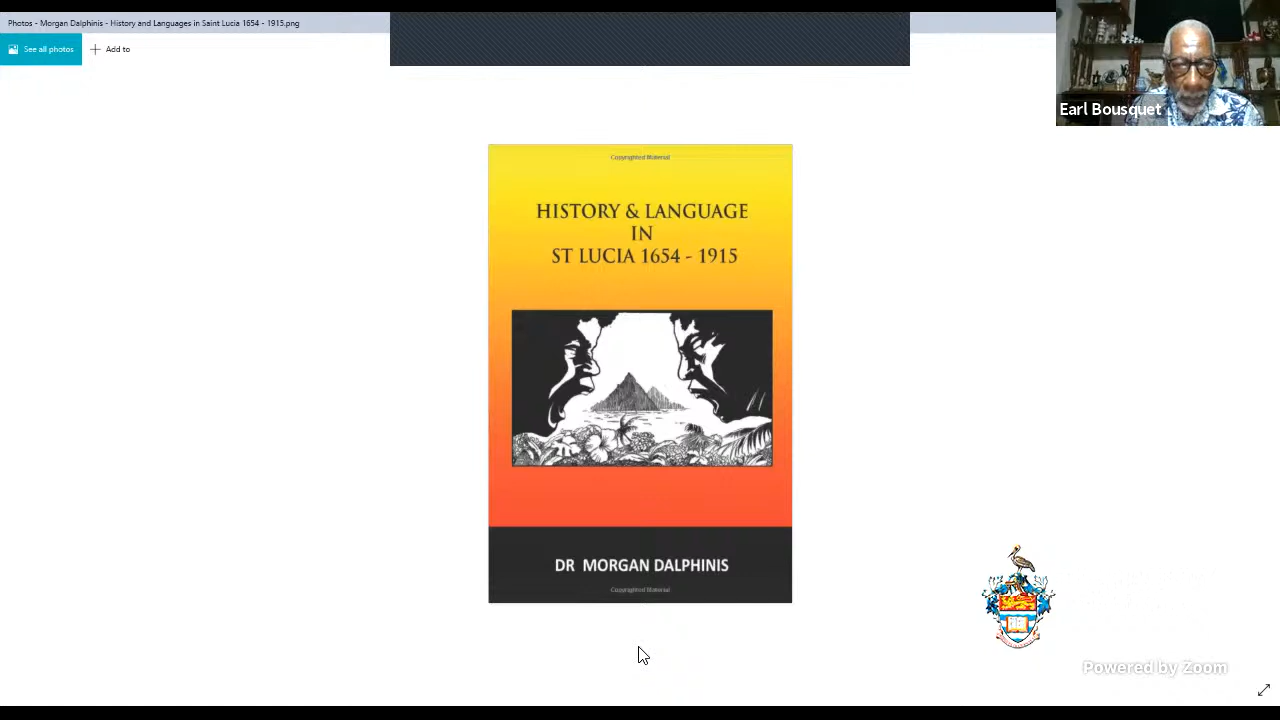 Photos - Morgan Dalphinis - History and Languages in Saint Lucia 1654 - 1915.png
See all photos
Add to
Earl Bousquet
Copyrighted Material
HISTORY & LANGUAGE
IN
ST LUCIA 1654 - 1915
DR MORGAN DALPHINIS
Copyrighted Material
Powered by Zoom